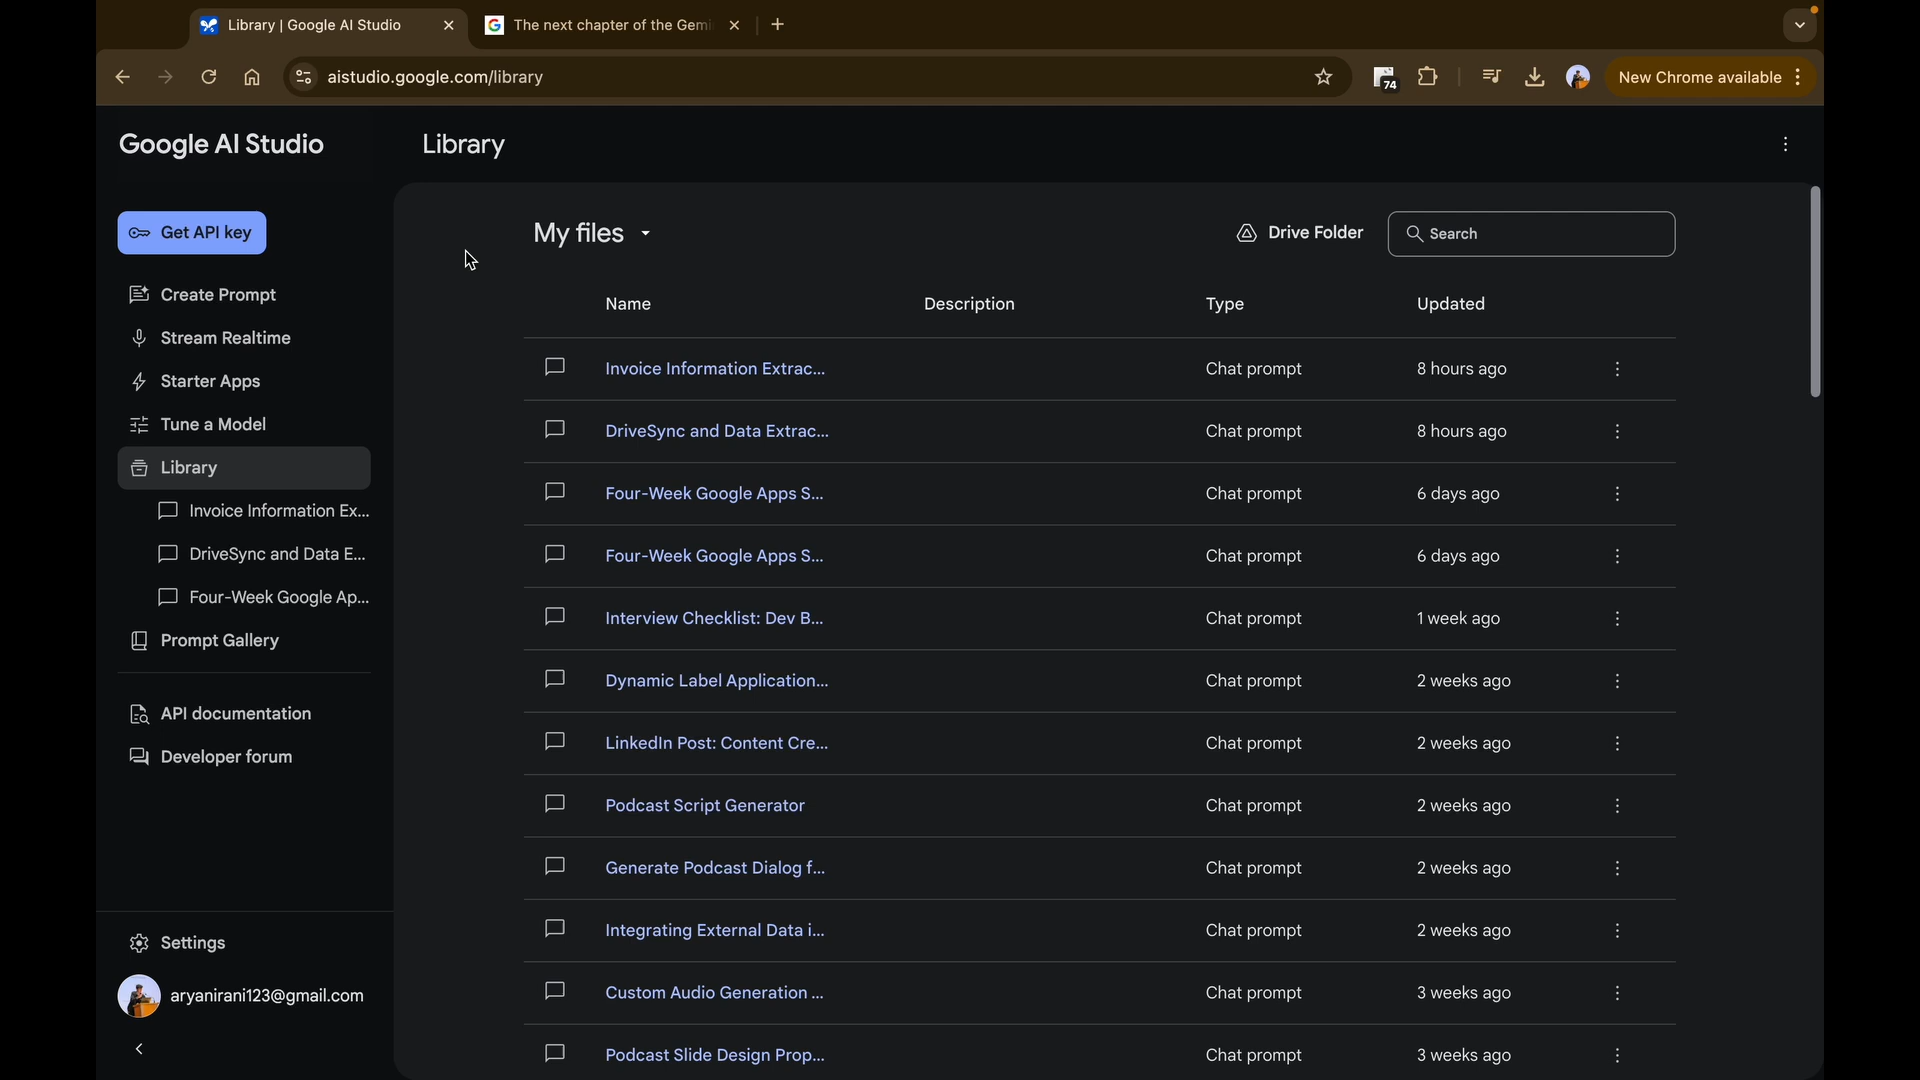 Library | Google AI Studio
The next chapter of the Gemi
aistudio.google.com/library
74
New Chrome available
Google AI Studio
Library
Get API key
My files
Drive Folder
Search
Create Prompt
Stream Realtime
Starter Apps
Tune a Model
Library
Invoice Information Ex...
DriveSync and Data E...
Four-Week Google Ap...
Prompt Gallery
API documentation
Developer forum
Settings
aryanirani123@gmail.com
Name Description Type Updated
Invoice Information Extrac... Chat prompt 8 hours ago
DriveSync and Data Extrac... Chat prompt 8 hours ago
Four-Week Google Apps S... Chat prompt 6 days ago
Four-Week Google Apps S... Chat prompt 6 days ago
Interview Checklist: Dev B... Chat prompt 1 week ago
Dynamic Label Application... Chat prompt 2 weeks ago
LinkedIn Post: Content Cre... Chat prompt 2 weeks ago
Podcast Script Generator Chat prompt 2 weeks ago
Generate Podcast Dialog f... Chat prompt 2 weeks ago
Integrating External Data i... Chat prompt 2 weeks ago
Custom Audio Generation ... Chat prompt 3 weeks ago
Podcast Slide Design Prop... Chat prompt 3 weeks ago